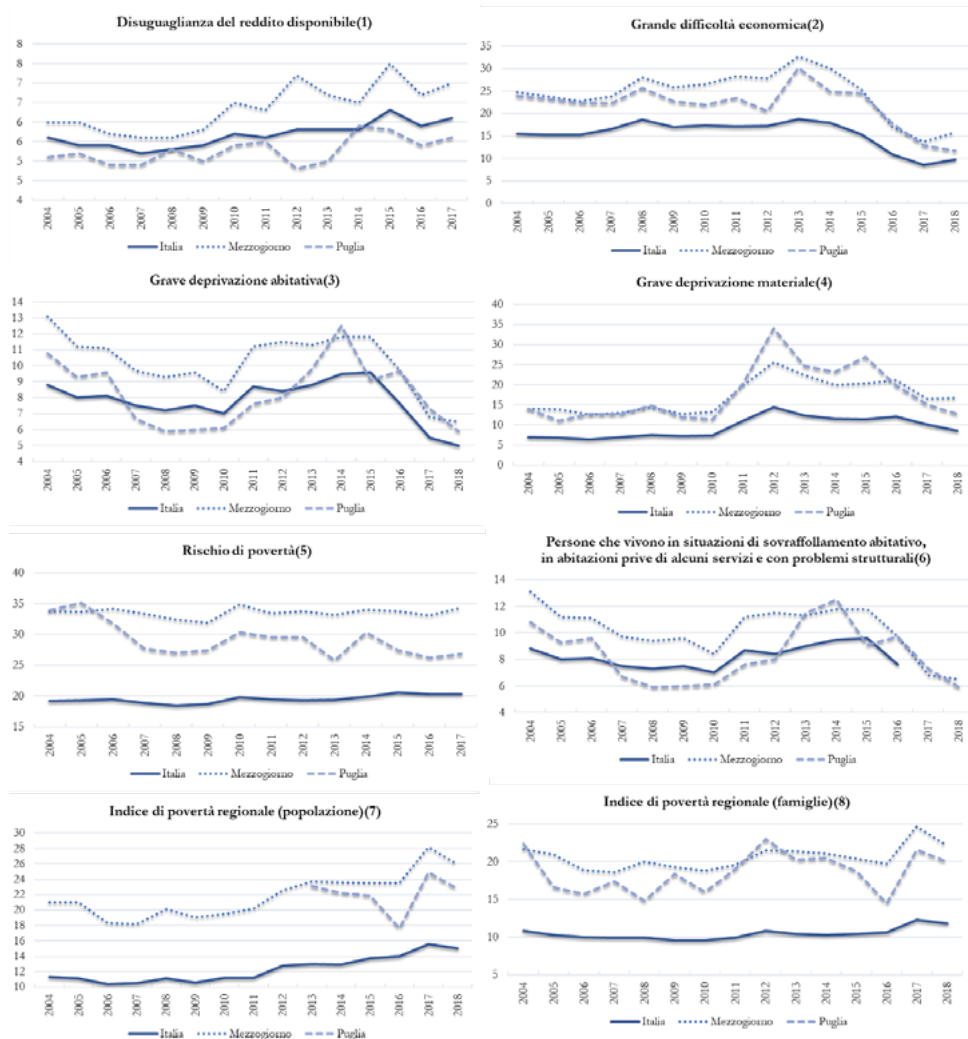 Disuguaglianza del reddito disponibile(1)
8
8
7
7
6
6
5
5
4
2004 2005 2006 2007 2008 2009 2010 2011 2012 2013 2014 2015 2016 2017
Italia Mezzogiorno Puglia
Grande difficoltà economica(2)
35
30
25
20
15
10
5
0
2004 2005 2006 2007 2008 2009 2010 2011 2012 2013 2014 2015 2016 2017 2018
Italia Mezzogiorno Puglia
Grave deprivazione abitativa(3)
14
13
12
11
10
9
8
7
6
5
4
2004 2005 2006 2007 2008 2009 2010 2011 2012 2013 2014 2015 2016 2017 2018
Italia Mezzogiorno Puglia
Grave deprivazione materiale(4)
40
35
30
25
20
15
10
5
0
2004 2005 2006 2007 2008 2009 2010 2011 2012 2013 2014 2015 2016 2017 2018
Italia Mezzogiorno Puglia
Rischio di povertà(5)
40
35
30
25
20
15
2004 2005 2006 2007 2008 2009 2010 2011 2012 2013 2014 2015 2016 2017
Italia Mezzogiorno Puglia
Persone che vivono in situazioni di sovraffollamento abitativo,
in abitazioni prive di alcuni servizi e con problemi strutturali(6)
14
12
10
8
6
4
2004 2005 2006 2007 2008 2009 2010 2011 2012 2013 2014 2015 2016 2017 2018
Italia Mezzogiorno Puglia
Indice di povertà regionale (popolazione)(7)
30
28
26
24
22
20
18
16
14
12
10
2004 2005 2006 2007 2008 2009 2010 2011 2012 2013 2014 2015 2016 2017 2018
Italia Mezzogiorno Puglia
Indice di povertà regionale (famiglie)(8)
25
20
15
10
5
2004 2005 2006 2007 2008 2009 2010 2011 2012 2013 2014 2015 2016 2017 2018
Italia Mezzogiorno Puglia